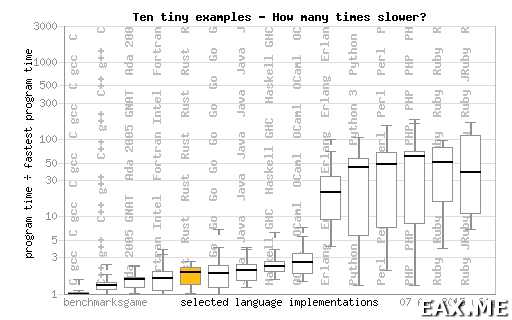 Ten tiny examples - How many times slower?
program time ÷ fastest program time
3000
1000
500
300
100
50
30
10
5
3
1
C gcc
C++ g++
Ada 2005 GNAT
Fortran Intel
Rust
Go
Java
Haskell GHC
OCaml
Erlang
Python 3
Perl
PHP
Ruby
JRuby
benchmarksgame
selected language implementations
07
EAX.ME